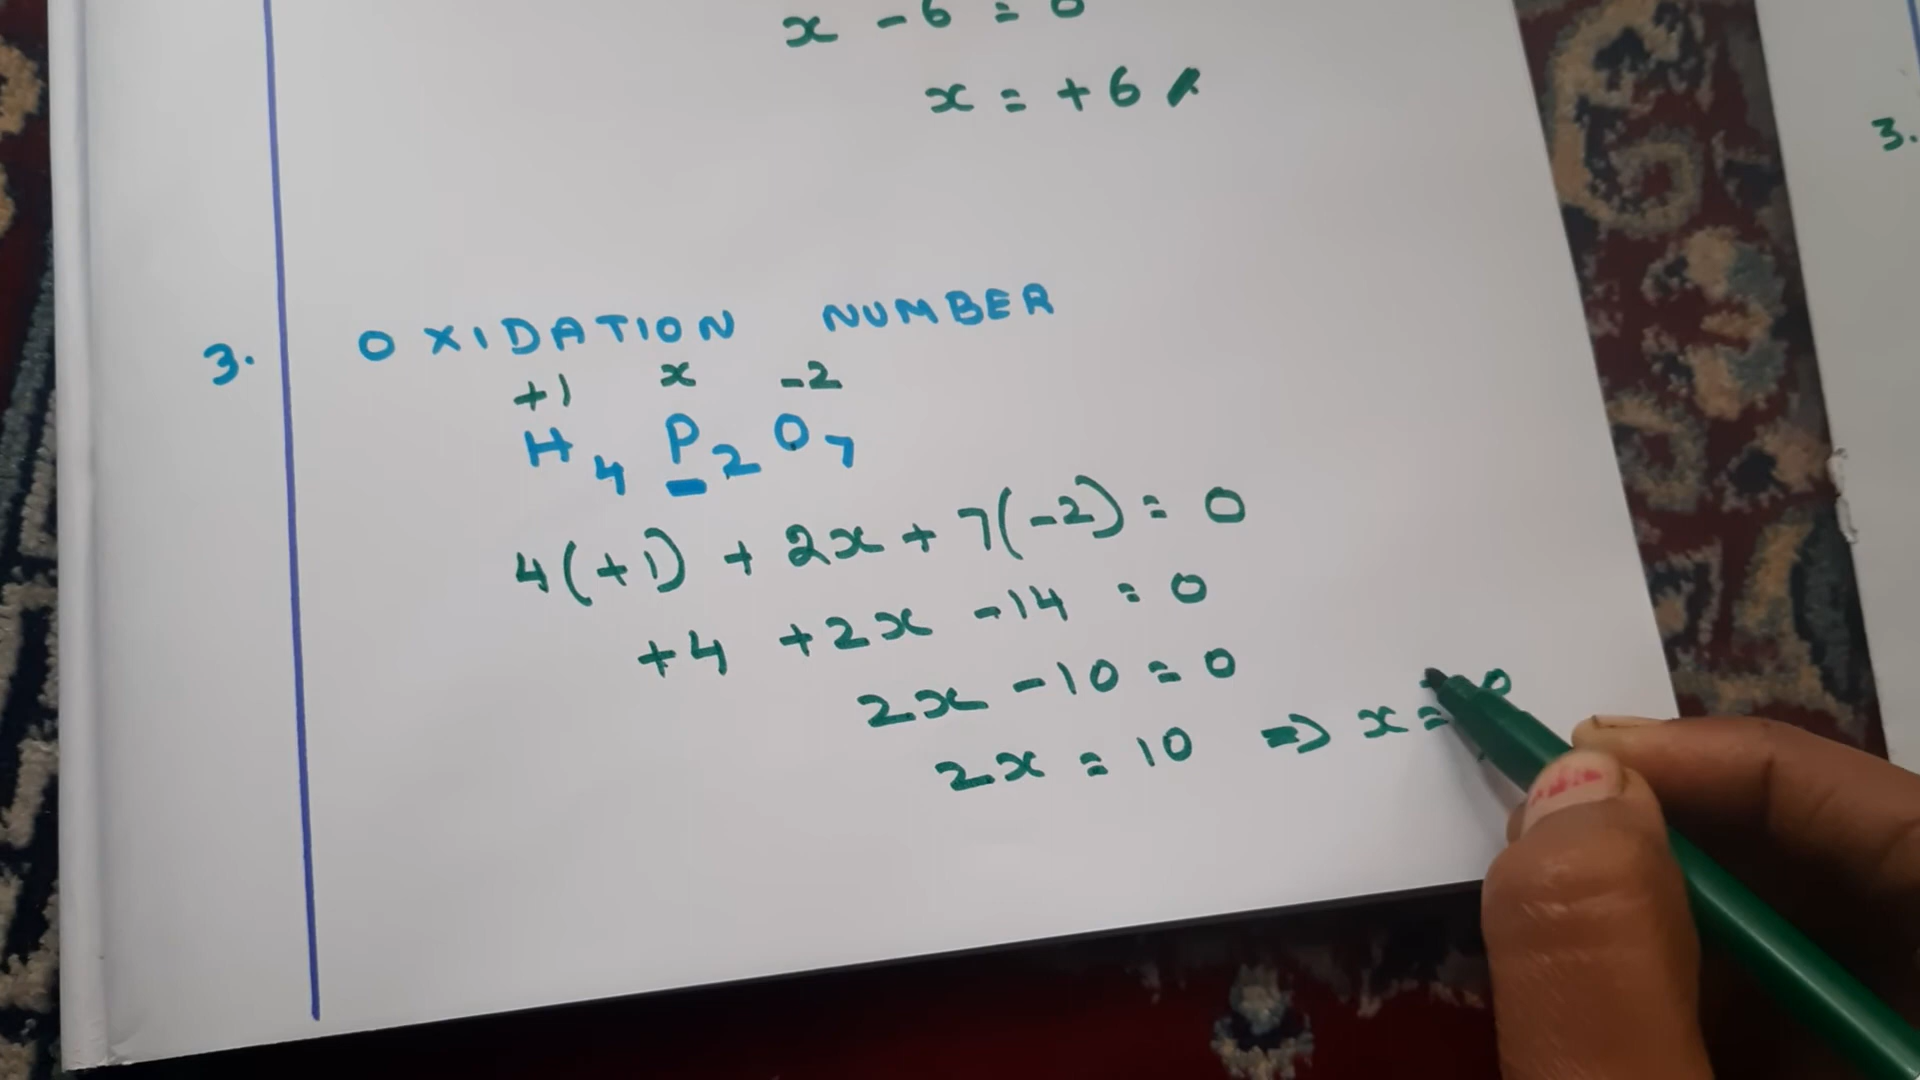 x - 6 = 0
x = +6
3.
3. OXIDATION NUMBER
+1 x -2
H4 P2 O7
4(+1) + 2x + 7(-2) = 0
+4 + 2x - 14 = 0
2x - 10 = 0
2x = 10 => x =